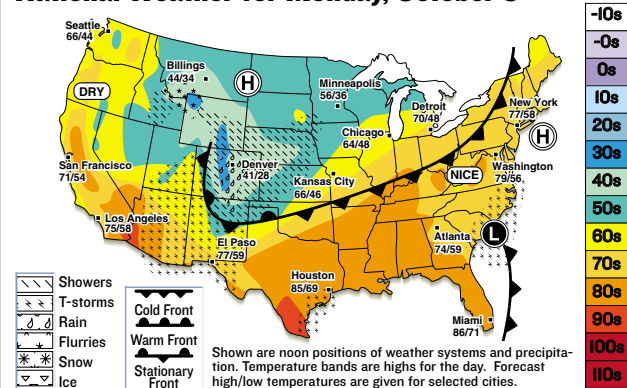 Seattle
66/44
Billings
44/34
H
DRY
Minneapolis
56/36
Detroit
70/48
New York
77/58
H
Chicago
64/48
San Francisco
71/54
Denver
41/28
NICE
Washington
79/56
Kansas City
66/46
Los Angeles
75/58
El Paso
77/59
Atlanta
74/59
L
Houston
85/69
Miami
86/71
Showers
T-storms
Rain
Flurries
Snow
Ice
Cold Front
Warm Front
Stationary
Front
Shown are noon positions of weather systems and precipita-
tion. Temperature bands are highs for the day. Forecast
high/low temperatures are given for selected cities.
-10s
-0s
0s
10s
20s
30s
40s
50s
60s
70s
80s
90s
100s
110s